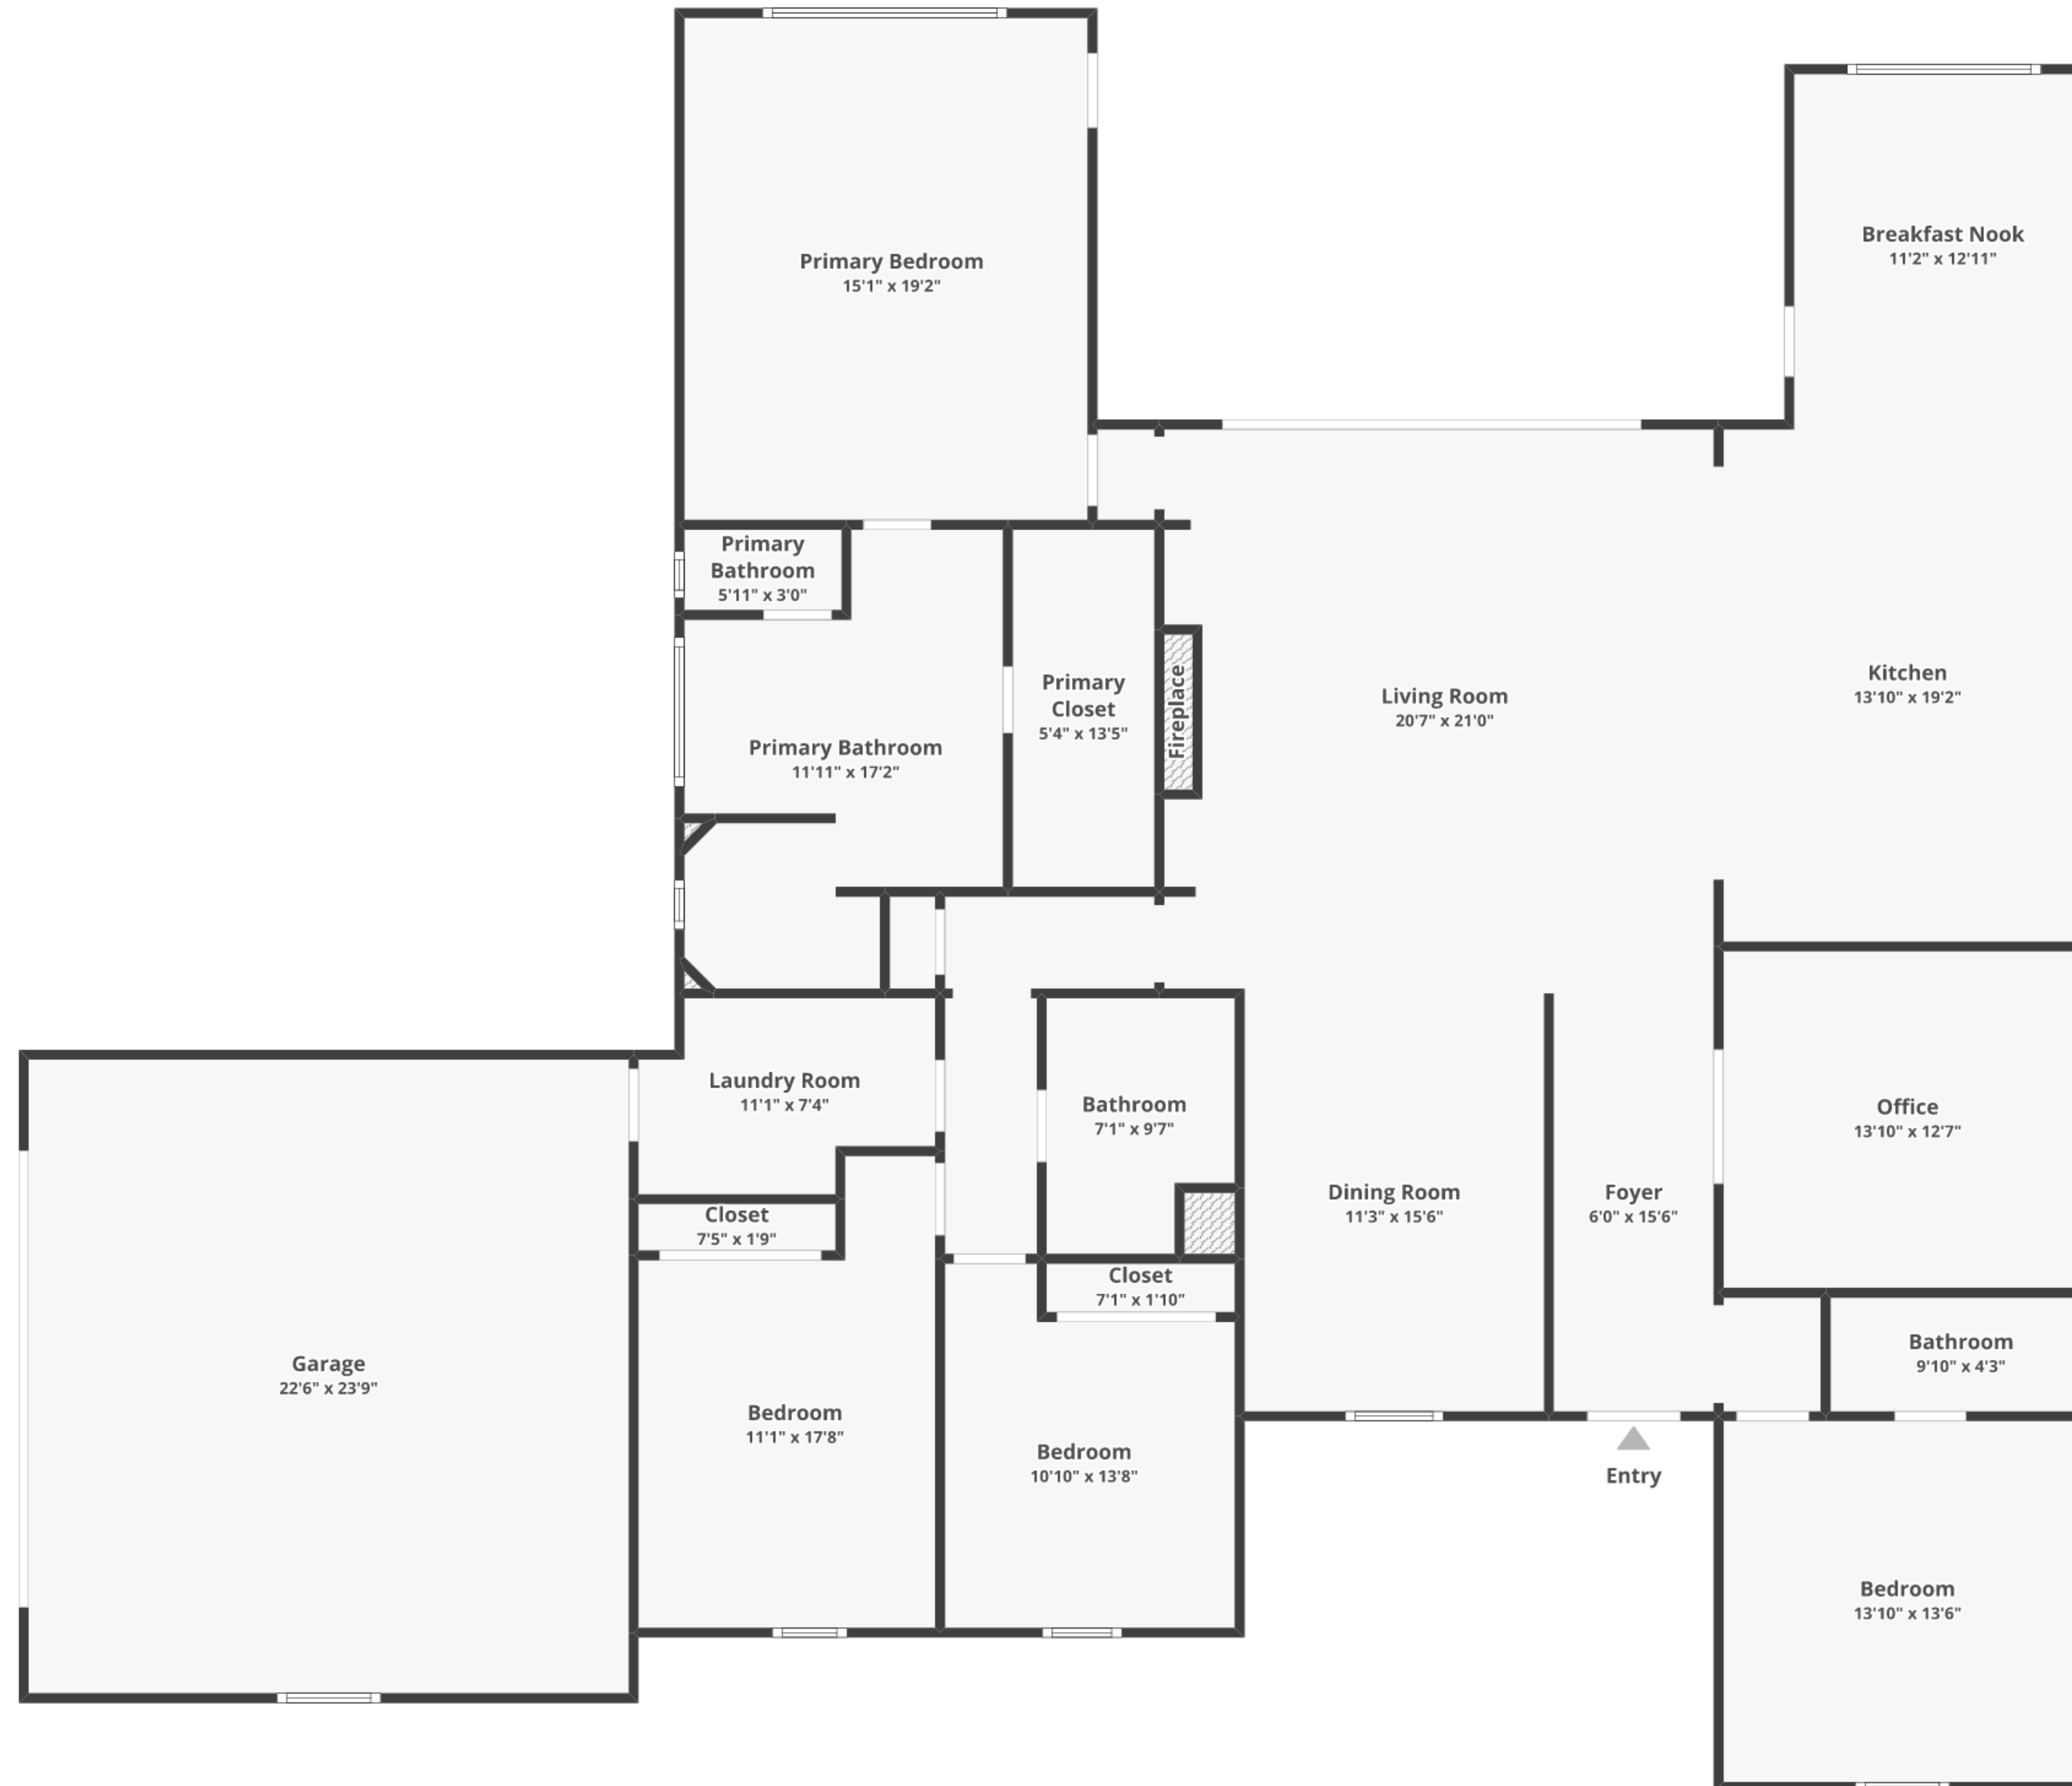 Primary Bedroom
15'1" x 19'2"
Breakfast Nook
11'2" x 12'11"
Primary
Bathroom
5'11" x 3'0"
Primary Bathroom
11'11" x 17'2"
Primary
Closet
5'4" x 13'5"
Fireplace
Living Room
20'7" x 21'0"
Kitchen
13'10" x 19'2"
Laundry Room
11'1" x 7'4"
Bathroom
7'1" x 9'7"
Office
13'10" x 12'7"
Dining Room
11'3" x 15'6"
Foyer
6'0" x 15'6"
Closet
7'5" x 1'9"
Closet
7'1" x 1'10"
Garage
22'6" x 23'9"
Bathroom
9'10" x 4'3"
Bedroom
11'1" x 17'8"
Bedroom
10'10" x 13'8"
Entry
Bedroom
13'10" x 13'6"